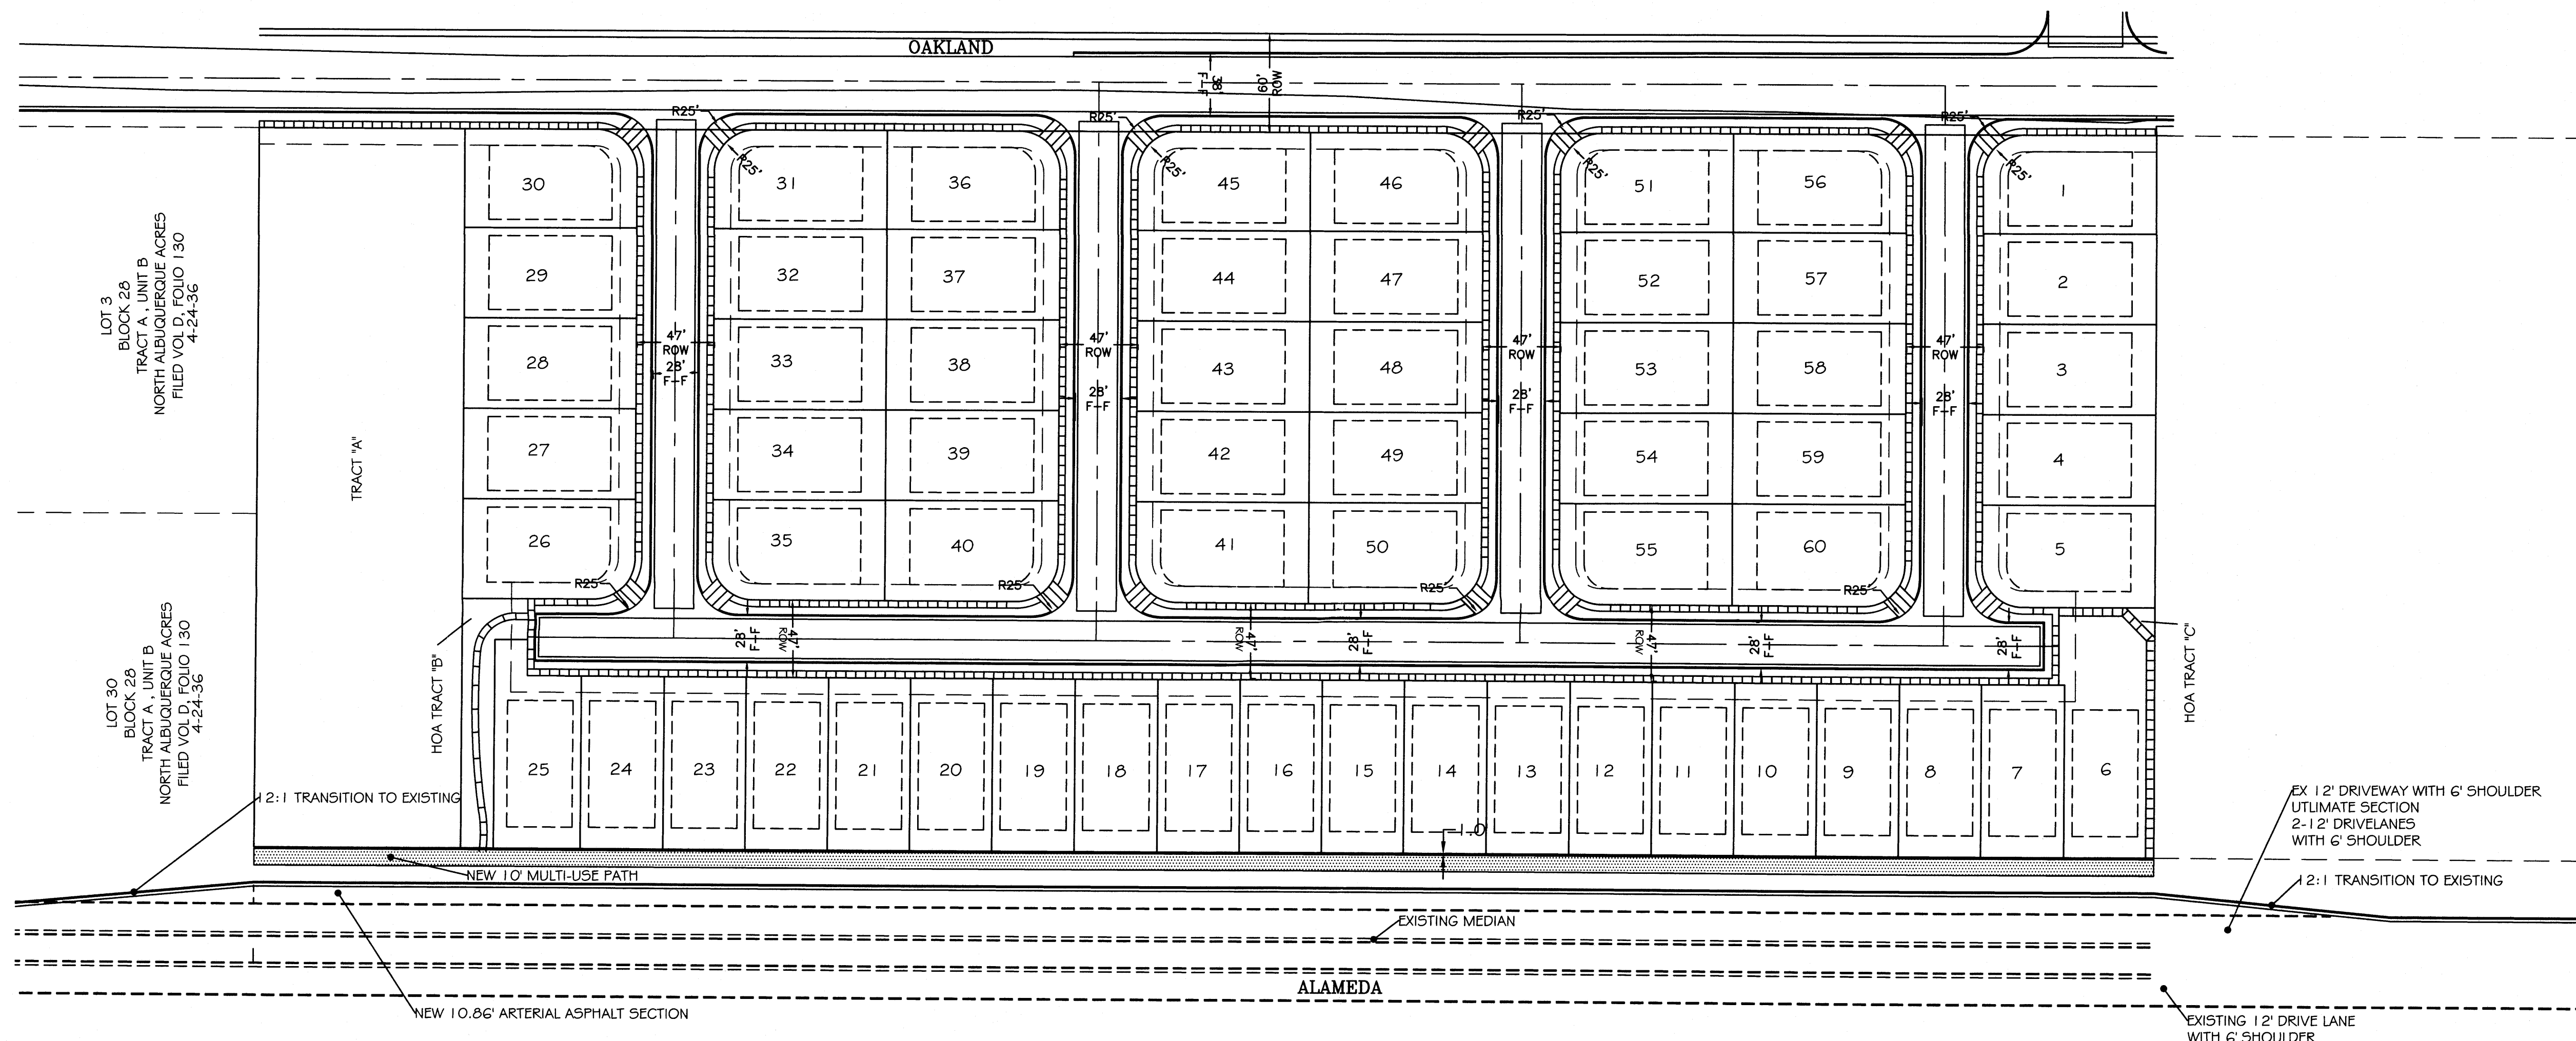 OAKLAND
38'
F-F
60'
ROW
R25'
R25'
R25'
R25'
R25'
R25'
R25'
R25'
30
31
36
45
46
51
56
1
29
32
37
44
47
52
57
2
28
33
38
43
48
53
58
3
27
34
39
42
49
54
59
4
26
35
40
41
50
55
60
5
47'
ROW
28'
F-F
47'
ROW
28'
F-F
47'
ROW
28'
F-F
47'
ROW
28'
F-F
LOT 3
BLOCK 28
TRACT A , UNIT B
NORTH ALBUQUERQUE ACRES
FILED VOL D, FOLIO 130
4-24-36
TRACT "A"
R25'
R25'
R25'
R25'
28'
F-F
47'
ROW
47'
ROW
28'
F-F
47'
ROW
28'
F-F
28'
F-F
LOT 30
BLOCK 28
TRACT A , UNIT B
NORTH ALBUQUERQUE ACRES
FILED VOL D, FOLIO 130
4-24-36
HOA TRACT "B"
HOA TRACT "C"
25
24
23
22
21
20
19
18
17
16
15
14
13
12
11
10
9
8
7
6
1.0'
12:1 TRANSITION TO EXISTING
NEW 10' MULTI-USE PATH
EX 12' DRIVEWAY WITH 6' SHOULDER
UTLIMATE SECTION
2-12' DRIVELANES
WITH 6' SHOULDER
12:1 TRANSITION TO EXISTING
EXISTING MEDIAN
ALAMEDA
NEW 10.86' ARTERIAL ASPHALT SECTION
EXISTING 12' DRIVE LANE
WITH 6' SHOULDER